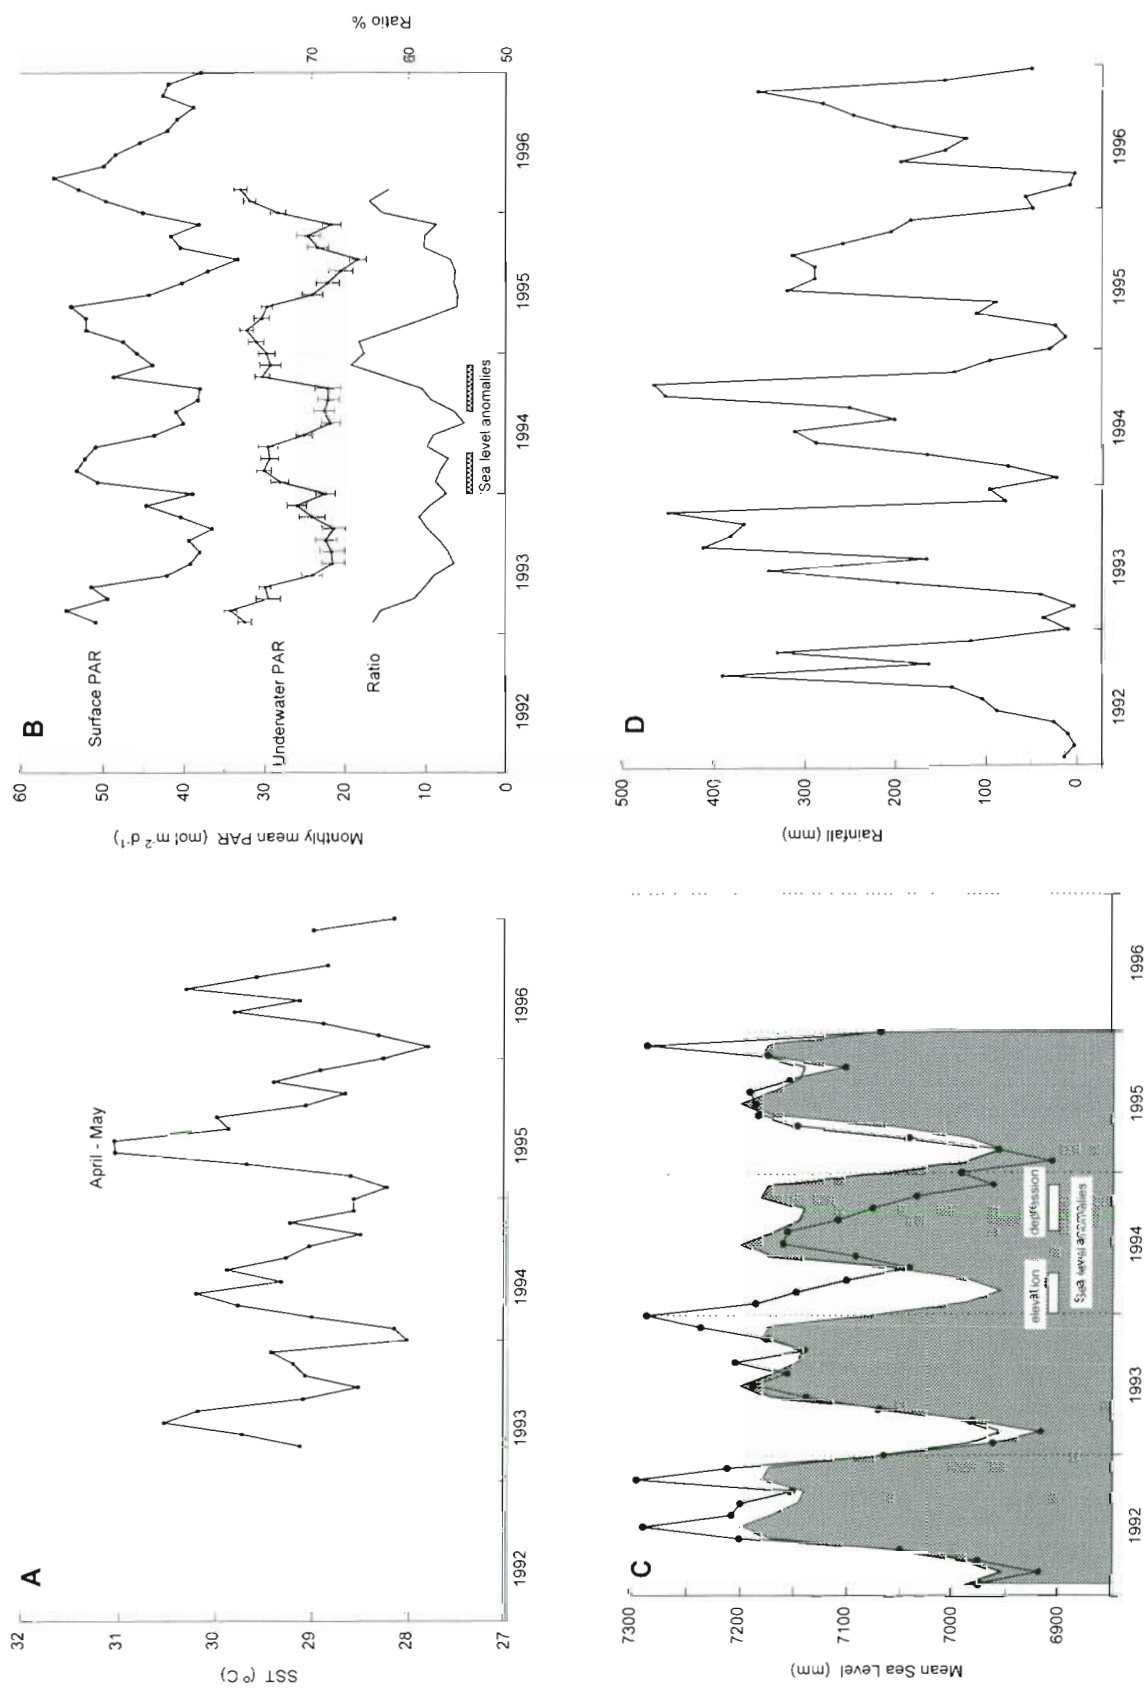 A
32
31
30
29
28
27
SST (°C)
April - May
1992
1993
1994
1995
1996
B
60
50
40
30
20
10
0
Monthly mean PAR (mol m-2 d-1)
Surface PAR
Underwater PAR
Ratio
Sea level anomalies
70
60
50
Ratio %
1992
1993
1994
1995
1996
C
7300
7200
7100
7000
6900
Mean Sea Level (mm)
elevation
depression
Sea level anomalies
1992
1993
1994
1995
1996
D
500
400
300
200
100
0
Rainfall (mm)
1992
1993
1994
1995
1996